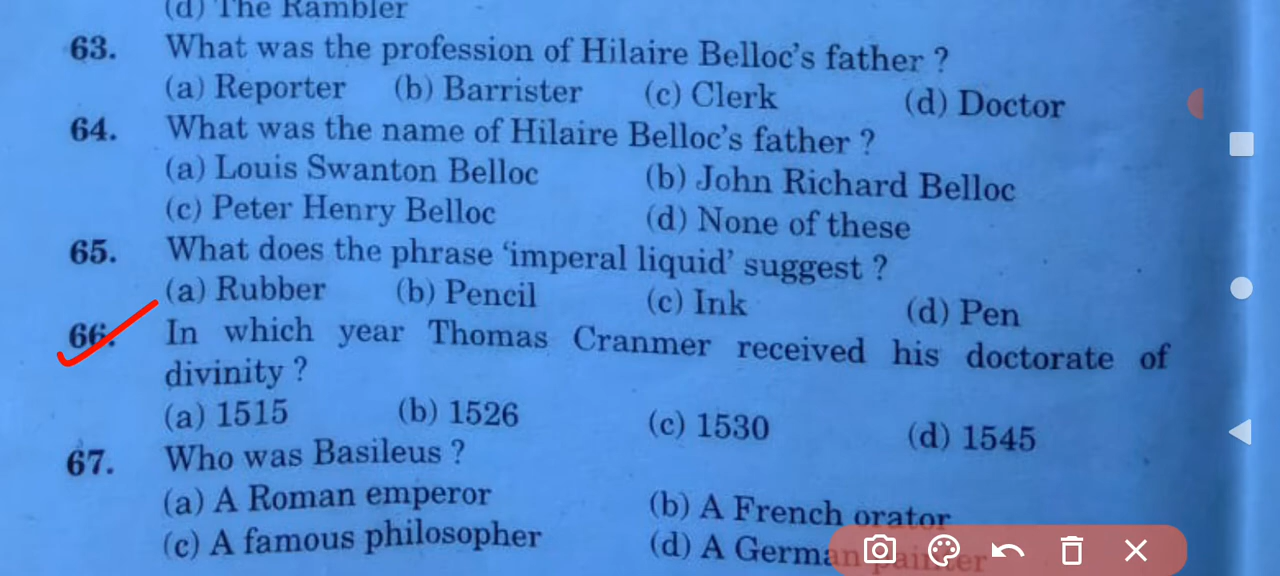 (d) The Rambler
63. What was the profession of Hilaire Belloc's father ?
(a) Reporter (b) Barrister (c) Clerk (d) Doctor
64. What was the name of Hilaire Belloc's father ?
(a) Louis Swanton Belloc (b) John Richard Belloc
(c) Peter Henry Belloc (d) None of these
65. What does the phrase 'imperal liquid' suggest ?
(a) Rubber (b) Pencil (c) Ink (d) Pen
66. In which year Thomas Cranmer received his doctorate of
divinity ?
(a) 1515 (b) 1526 (c) 1530 (d) 1545
67. Who was Basileus ?
(a) A Roman emperor (b) A French orator
(c) A famous philosopher (d) A German painter